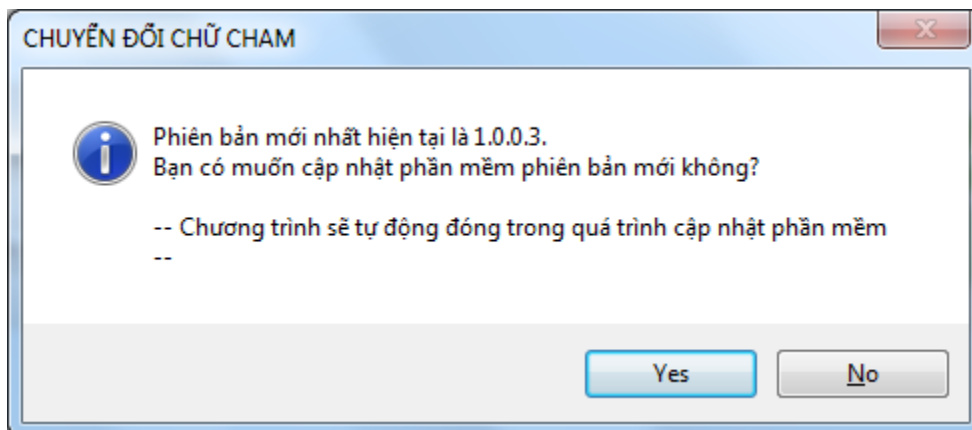 CHUYỂN ĐỔI CHỮ CHAM
Phiên bản mới nhất hiện tại là 1.0.0.3.
Bạn có muốn cập nhật phần mềm phiên bản mới không?
-- Chương trình sẽ tự động đóng trong quá trình cập nhật phần mềm
--
Yes
No